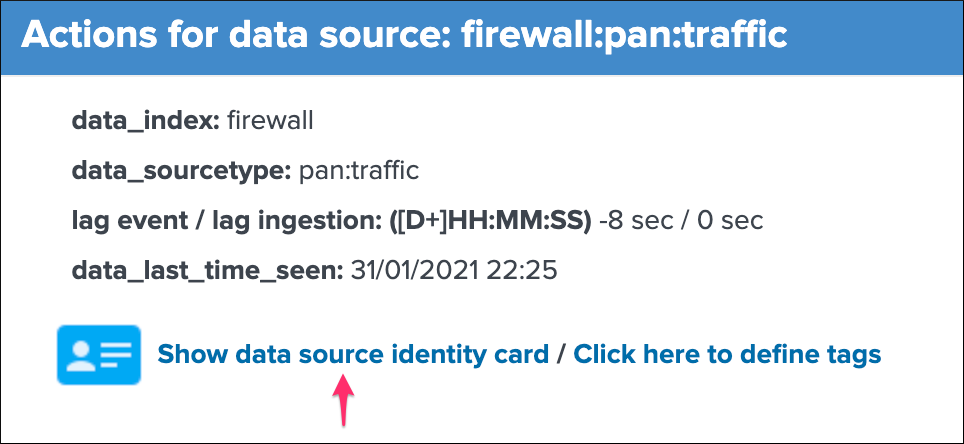 Actions for data source: firewall:pan:traffic
data_index: firewall
data_sourcetype: pan:traffic
lag event / lag ingestion: ([D+]HH:MM:SS) -8 sec / 0 sec
data_last_time_seen: 31/01/2021 22:25
Show data source identity card / Click here to define tags